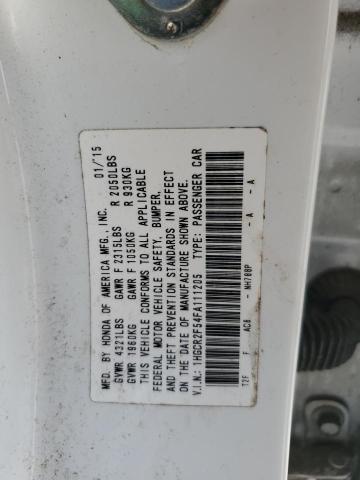 MFD. BY HONDA OF AMERICA MFG., INC. 01/'15
GVWR 4321LBS GAWR F 2315LBS R 2050LBS
GVWR 1960KG GAWR F 1050KG R 930KG
THIS VEHICLE CONFORMS TO ALL APPLICABLE
FEDERAL MOTOR VEHICLE SAFETY, BUMPER,
AND THEFT PREVENTION STANDARDS IN EFFECT
ON THE DATE OF MANUFACTURE SHOWN ABOVE.
V.I.N.: 1HGCR2F54FA111205 TYPE: PASSENGER CAR
T2F F AC8 - NH788P - A - A